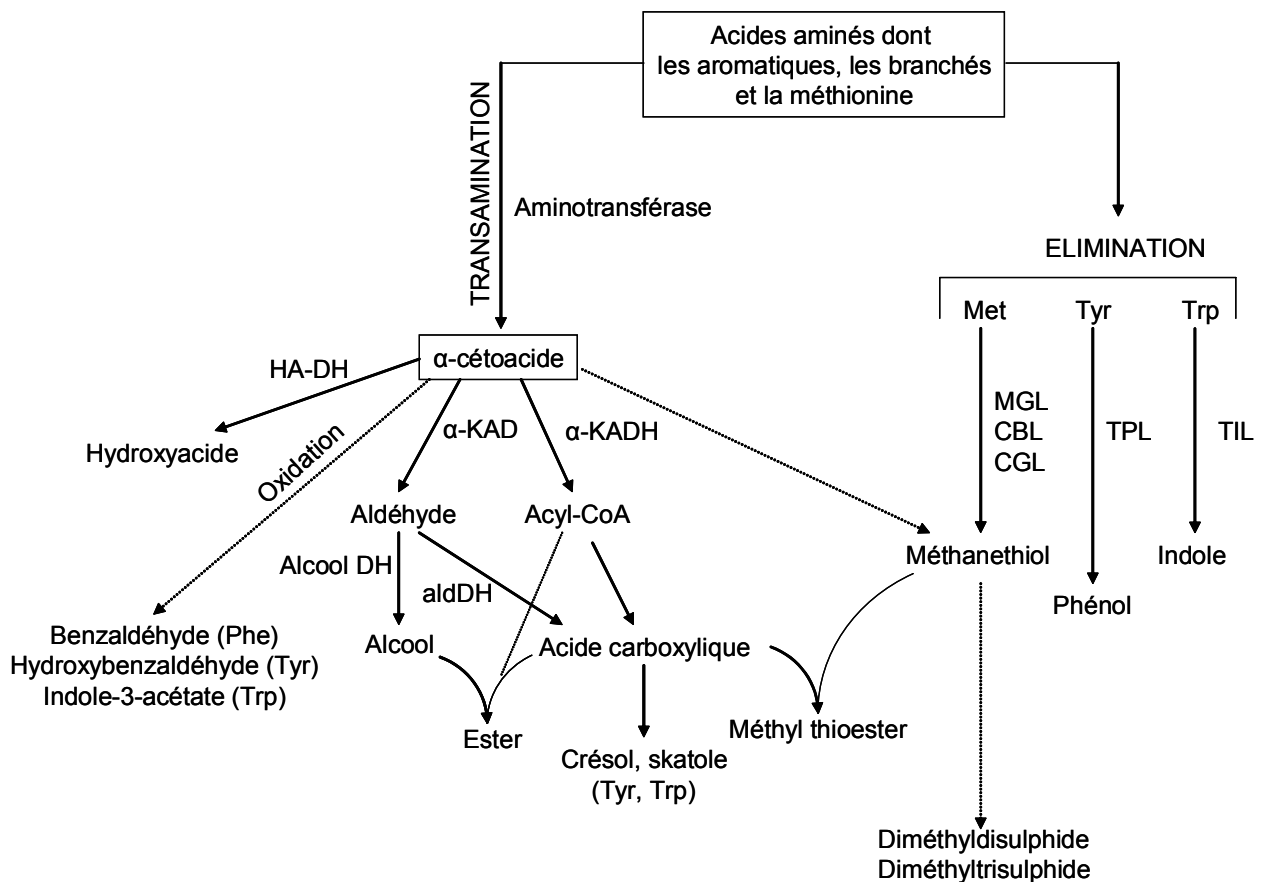 Acides aminés dont
les aromatiques, les branchés
et la méthionine
TRANSAMINATION
Aminotransférase
ELIMINATION
Met
Tyr
Trp
α-cétoacide
HA-DH
Hydroxyacide
Oxidation
α-KAD
α-KADH
MGL
CBL
CGL
TPL
TIL
Aldéhyde
Acyl-CoA
Méthanethiol
Indole
Alcool DH
aldDH
Phénol
Benzaldéhyde (Phe)
Hydroxybenzaldéhyde (Tyr)
Indole-3-acétate (Trp)
Alcool
Acide carboxylique
Ester
Méthyl thioester
Crésol, skatole
(Tyr, Trp)
Diméthyldisulphide
Diméthyltrisulphide